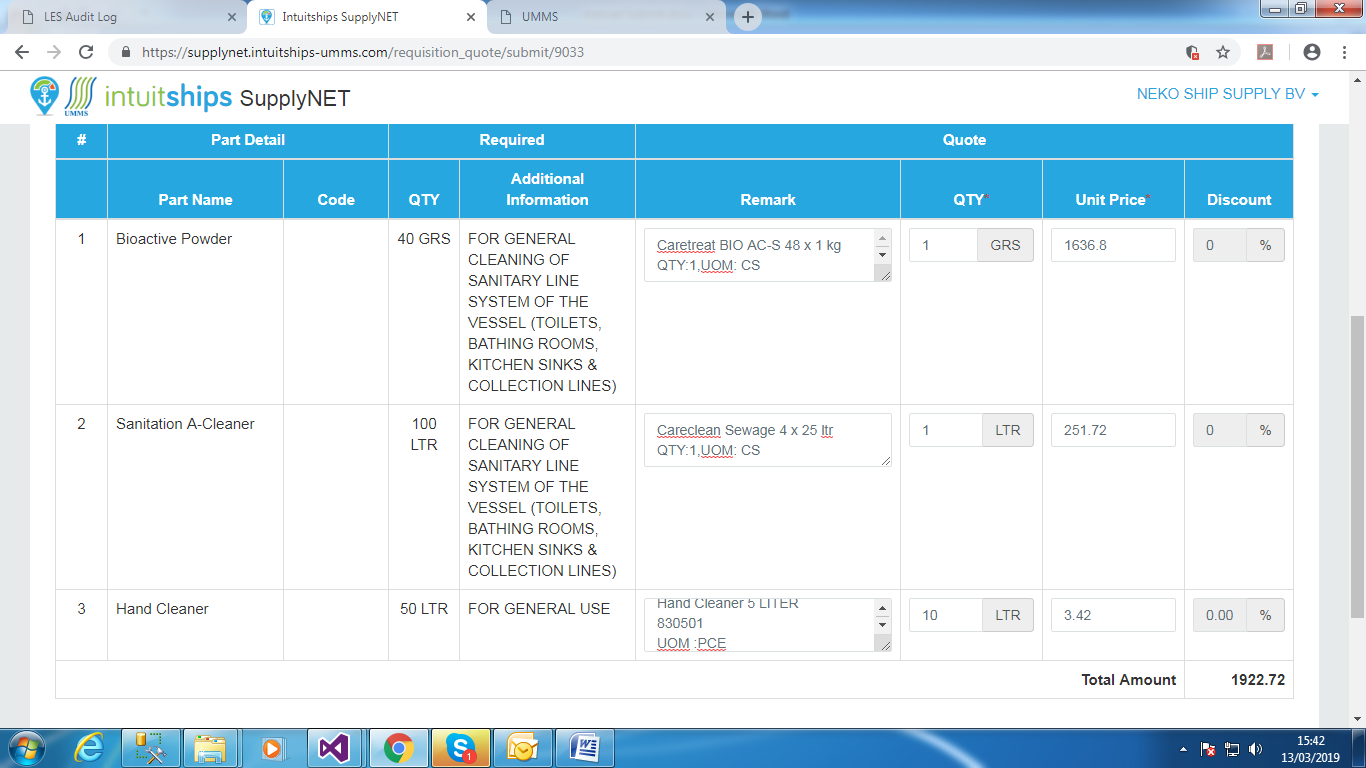 LES Audit Log
Intuitships SupplyNET
UMMS
https://supplynet.intuitships-umms.com/requisition_quote/submit/9033
UMMS
intuitships SupplyNET
NEKO SHIP SUPPLY BV
# Part Detail Required Quote
Part Name Code QTY Additional Information Remark QTY* Unit Price* Discount
1 Bioactive Powder 40 GRS
FOR GENERAL
CLEANING OF
SANITARY LINE
SYSTEM OF THE
VESSEL (TOILETS,
BATHING ROOMS,
KITCHEN SINKS &
COLLECTION LINES)
Caretreat BIO AC-S 48 x 1 kg
QTY:1,UOM: CS
1 GRS 1636.8 0 %
2 Sanitation A-Cleaner 100
LTR
FOR GENERAL
CLEANING OF
SANITARY LINE
SYSTEM OF THE
VESSEL (TOILETS,
BATHING ROOMS,
KITCHEN SINKS &
COLLECTION LINES)
Careclean Sewage 4 x 25 ltr
QTY:1,UOM: CS
1 LTR 251.72 0 %
3 Hand Cleaner 50 LTR FOR GENERAL USE
Hand Cleaner 5 LITER
830501
UOM :PCE
10 LTR 3.42 0.00 %
Total Amount 1922.72
1
15:42
13/03/2019